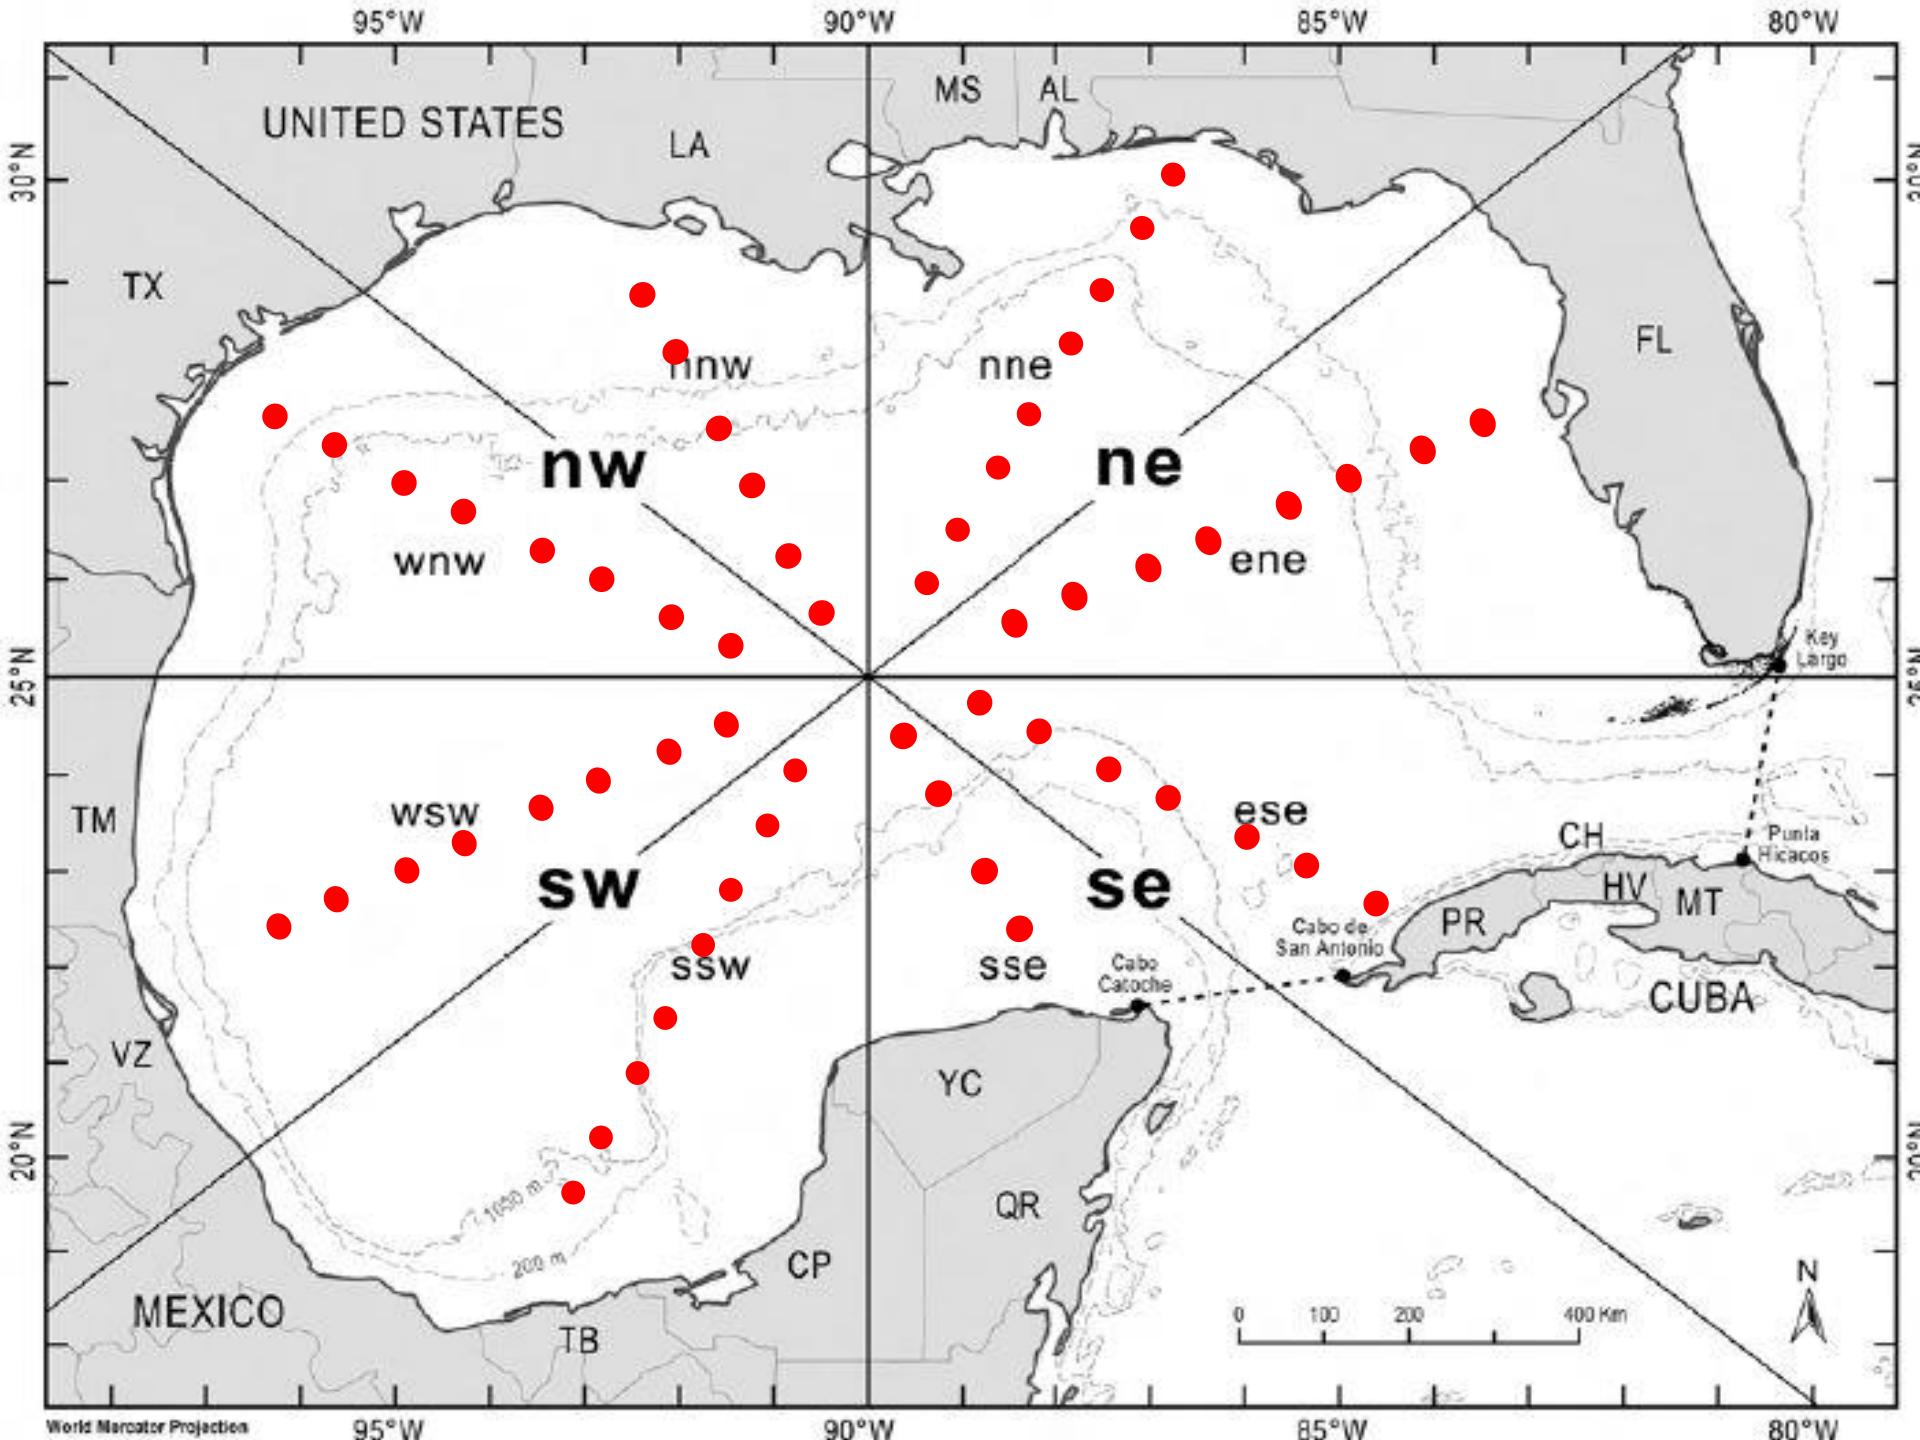 95°W 90°W 85°W 80°W
MS AL
UNITED STATES
LA
30°N 30°N
TX
FL
nnw nne
nw ne
wnw ene
Key
Largo
25°N 25°N
TM
wsw ese
CH
Punta
Hicacos
sw se
HV MT
PR
Cabo de
San Antonio
ssw sse
Cabo
Catoche
CUBA
VZ
YC
20°N 20°N
1000 m
QR
200 m
CP
N
MEXICO
0 100 200 400 Km
TB
World Mercator Projection
95°W 90°W 85°W 80°W